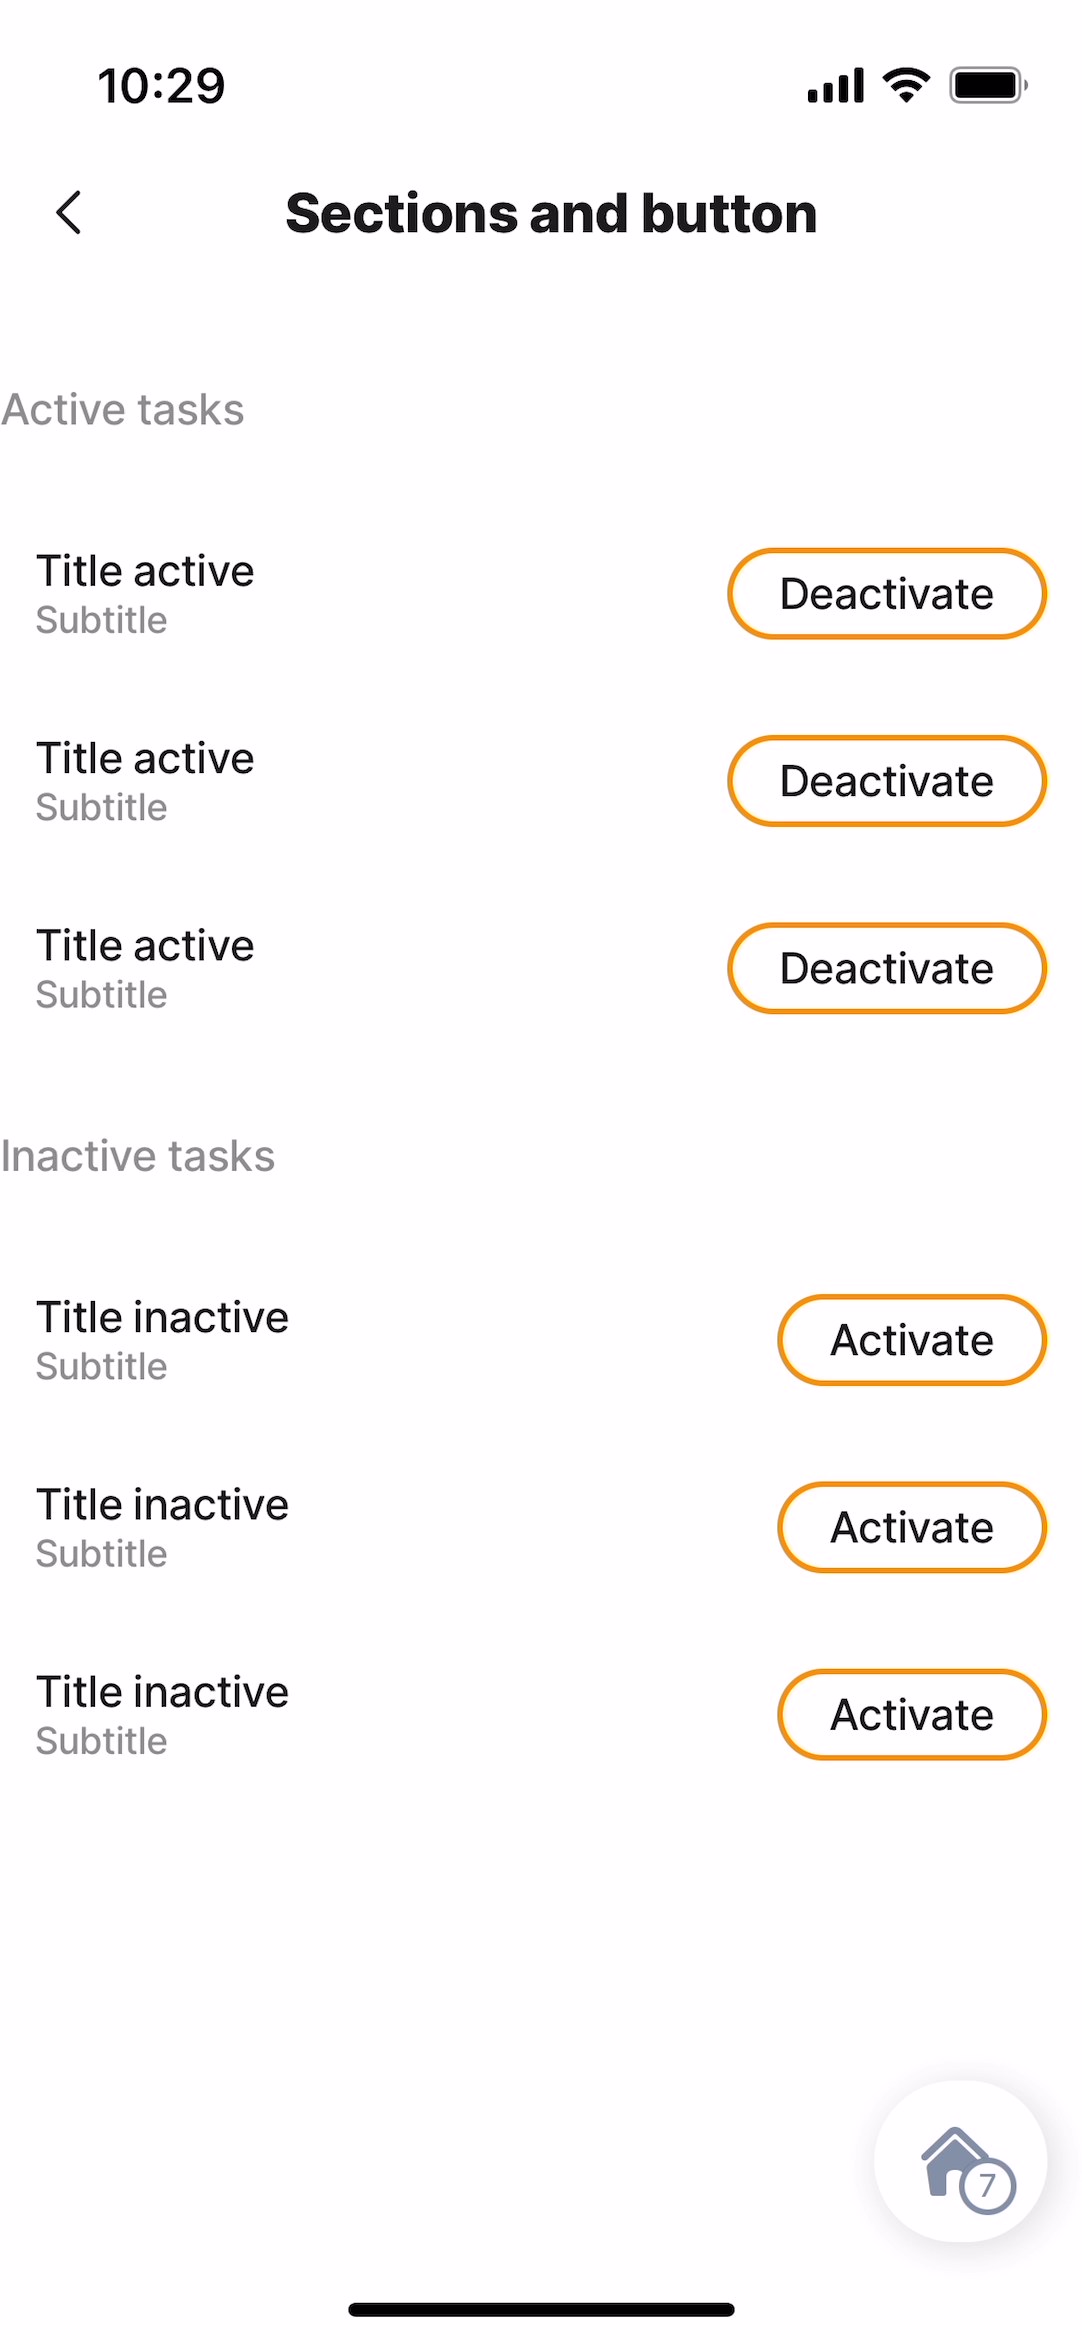 10:29
Sections and button
Active tasks
Title active
Subtitle
Deactivate
Title active
Subtitle
Deactivate
Title active
Subtitle
Deactivate
Inactive tasks
Title inactive
Subtitle
Activate
Title inactive
Subtitle
Activate
Title inactive
Subtitle
Activate
7